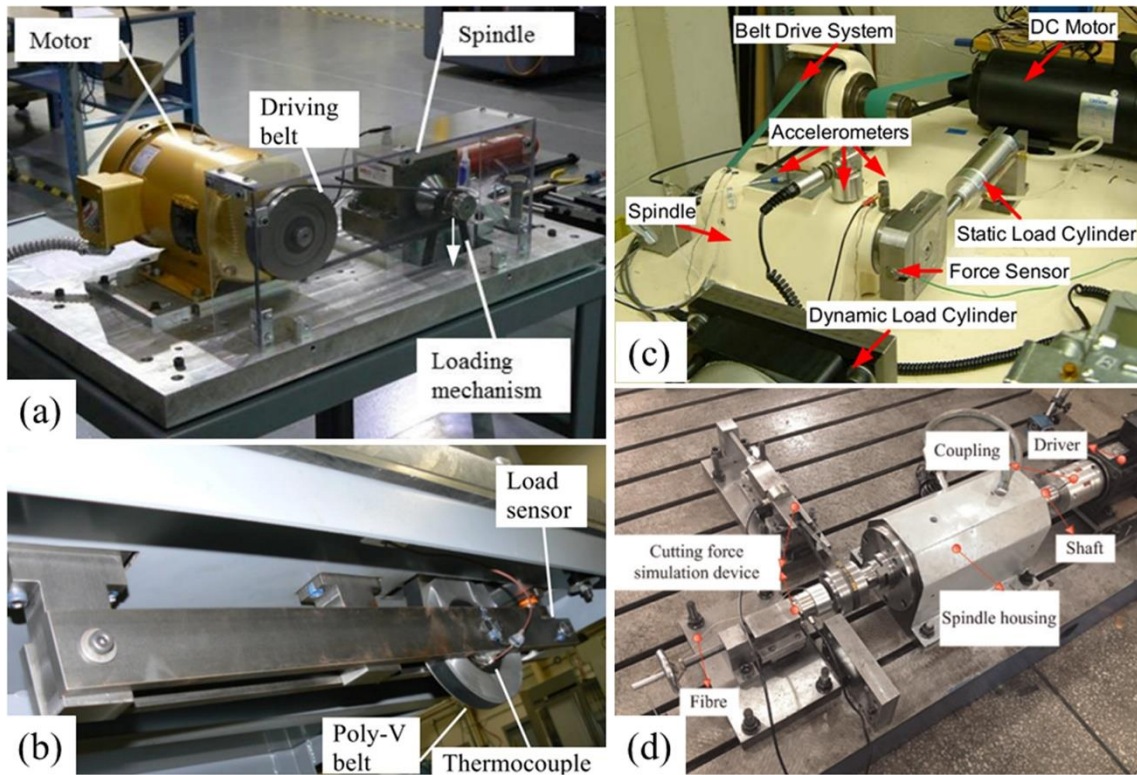 Motor
Spindle
Driving
belt
Loading
mechanism
(a)
Load
sensor
Poly-V
belt
Thermocouple
(b)
Belt Drive System
DC Motor
Accelerometers
Spindle
Static Load Cylinder
Force Sensor
Dynamic Load Cylinder
(c)
Coupling
Driver
Cutting force
simulation device
Shaft
Spindle housing
Fibre
(d)